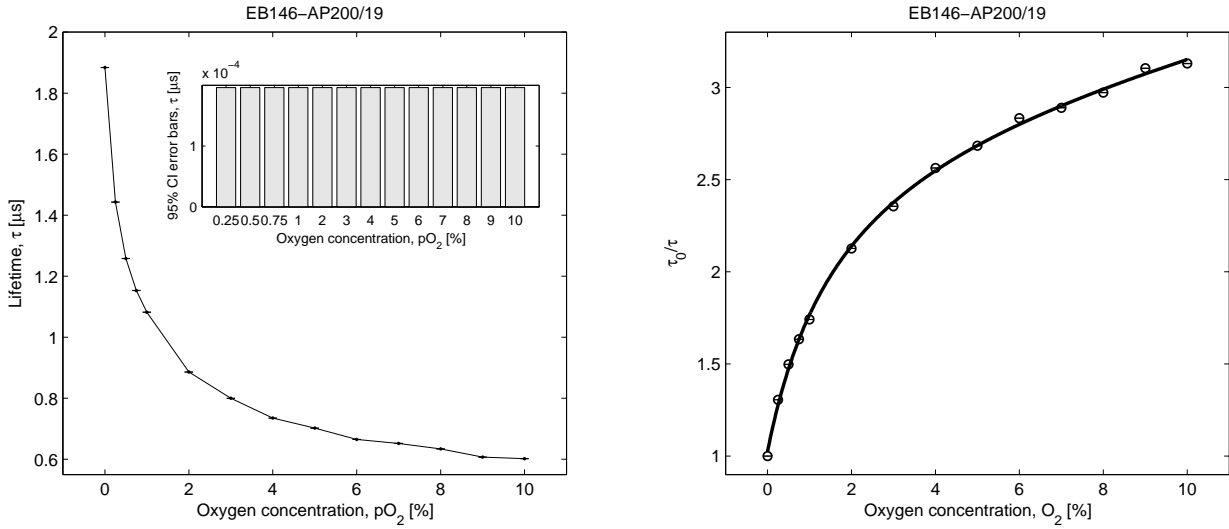 EB146−AP200/19
2
1.8
1.6
1.4
1.2
1
0.8
0.6
Lifetime, τ [μs]
0 2 4 6 8 10
Oxygen concentration, pO2 [%]
x 10−4
1
0
95% CI error bars, τ [μs]
0.25 0.5 0.75 1 2 3 4 5 6 7 8 9 10
Oxygen concentration, pO2 [%]
EB146−AP200/19
3
2.5
2
1.5
1
τ0/τ
0 2 4 6 8 10
Oxygen concentration, O2 [%]